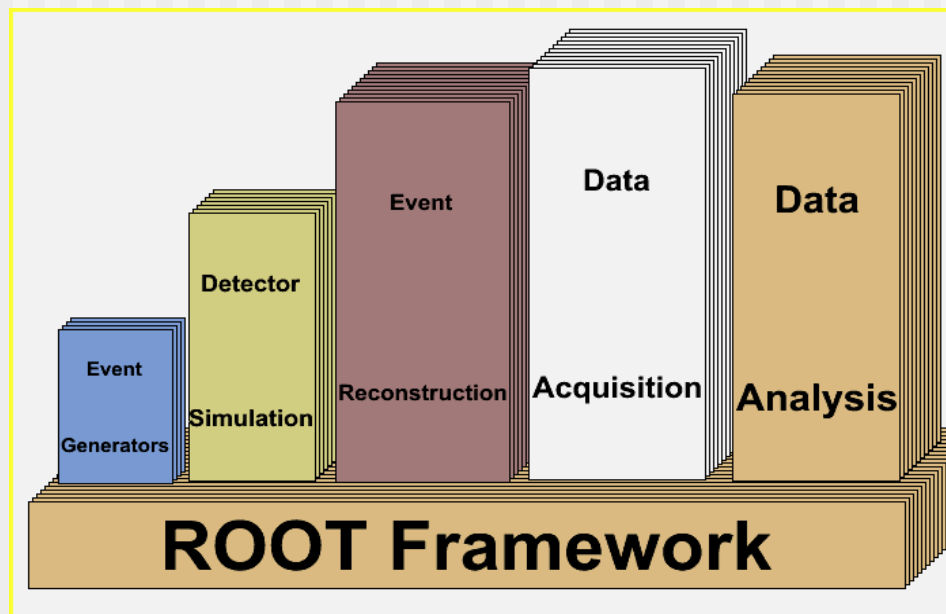 Event
Generators
Detector
Simulation
Event
Reconstruction
Data
Acquisition
Data
Analysis
ROOT Framework